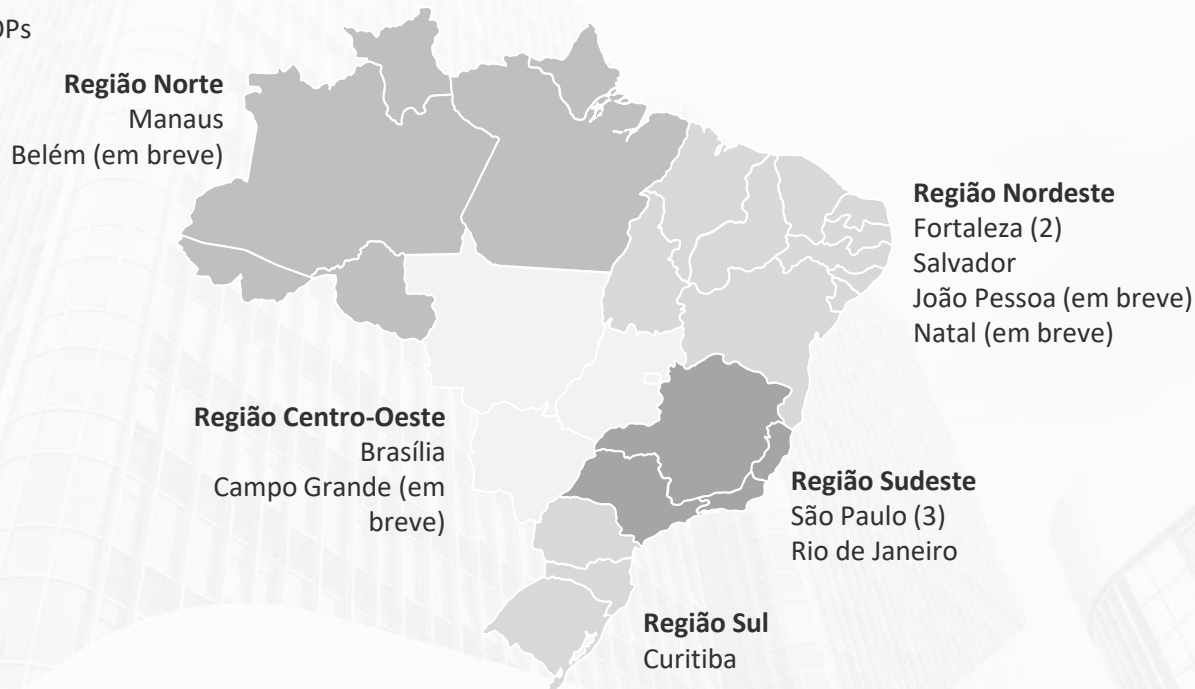 OPs
Região Norte
Manaus
Belém (em breve)
Região Nordeste
Fortaleza (2)
Salvador
João Pessoa (em breve)
Natal (em breve)
Região Centro-Oeste
Brasília
Campo Grande (em
breve)
Região Sudeste
São Paulo (3)
Rio de Janeiro
Região Sul
Curitiba